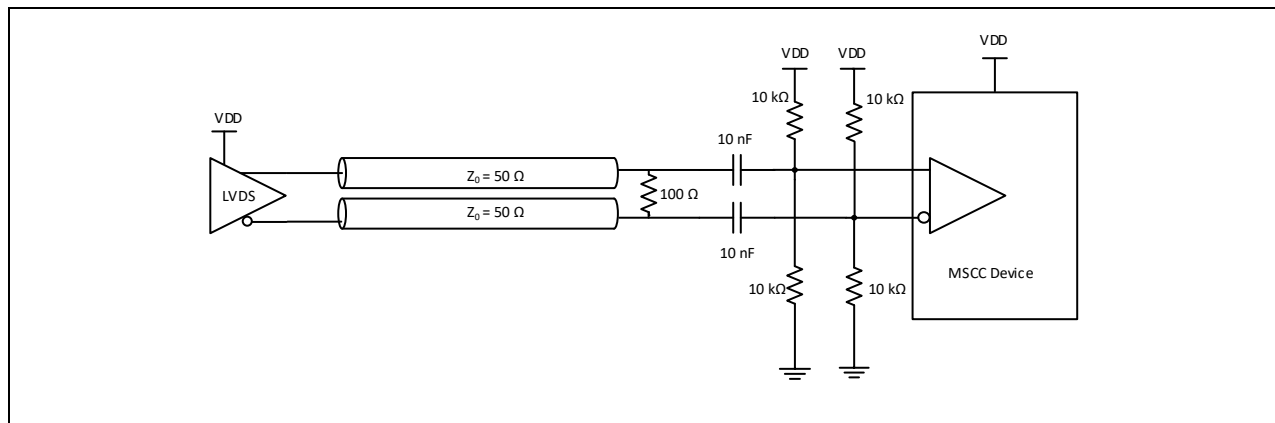 VDD
VDD
VDD
VDD
10 kΩ
10 kΩ
10 nF
LVDS
Z₀ = 50 Ω
100 Ω
Z₀ = 50 Ω
10 nF
MSCC Device
10 kΩ
10 kΩ